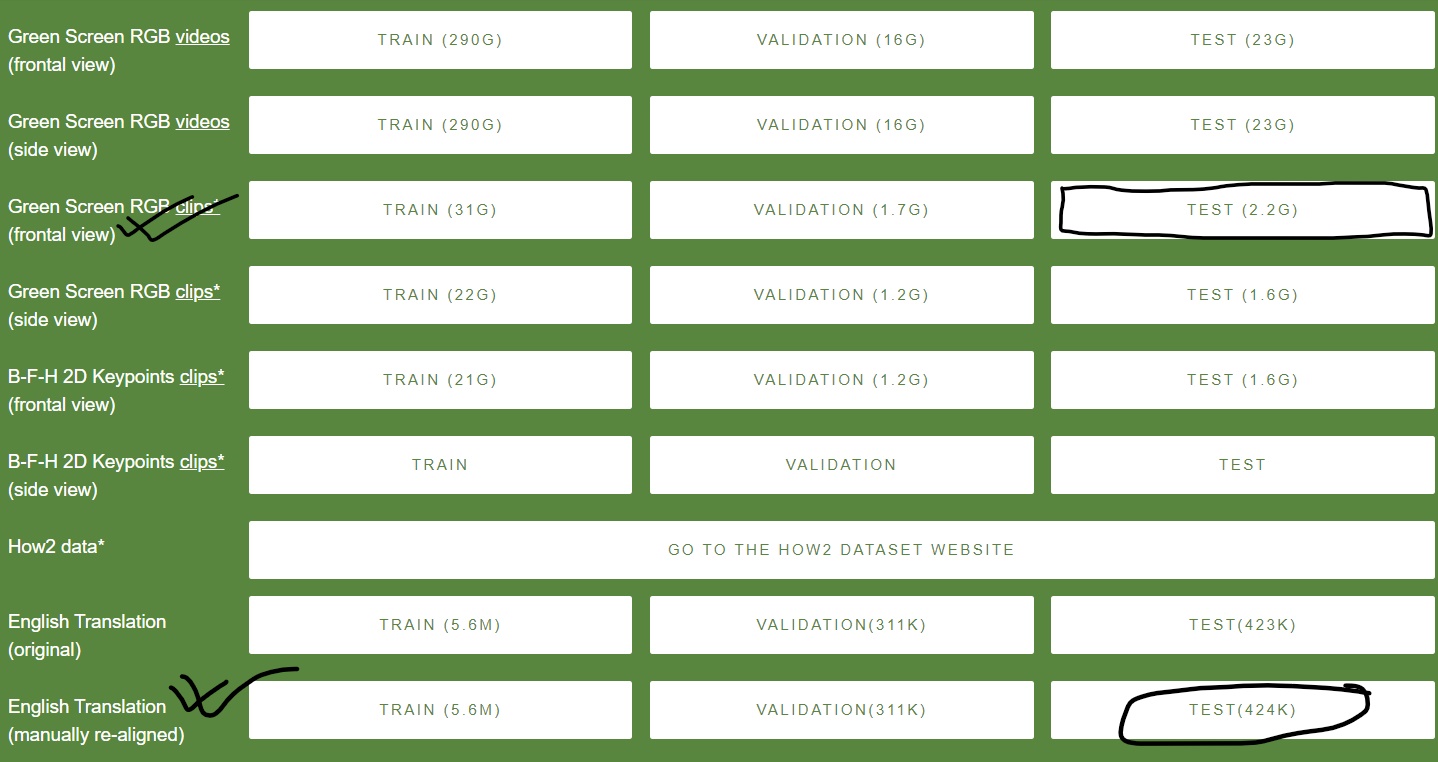 Green Screen RGB videos
(frontal view)
TRAIN (290G)
VALIDATION (16G)
TEST (23G)
Green Screen RGB videos
(side view)
TRAIN (290G)
VALIDATION (16G)
TEST (23G)
Green Screen RGB clips*
(frontal view)
TRAIN (31G)
VALIDATION (1.7G)
TEST (2.2G)
Green Screen RGB clips*
(side view)
TRAIN (22G)
VALIDATION (1.2G)
TEST (1.6G)
B-F-H 2D Keypoints clips*
(frontal view)
TRAIN (21G)
VALIDATION (1.2G)
TEST (1.6G)
B-F-H 2D Keypoints clips*
(side view)
TRAIN
VALIDATION
TEST
How2 data*
GO TO THE HOW2 DATASET WEBSITE
English Translation
(original)
TRAIN (5.6M)
VALIDATION(311K)
TEST(423K)
English Translation
(manually re-aligned)
TRAIN (5.6M)
VALIDATION(311K)
TEST(424K)